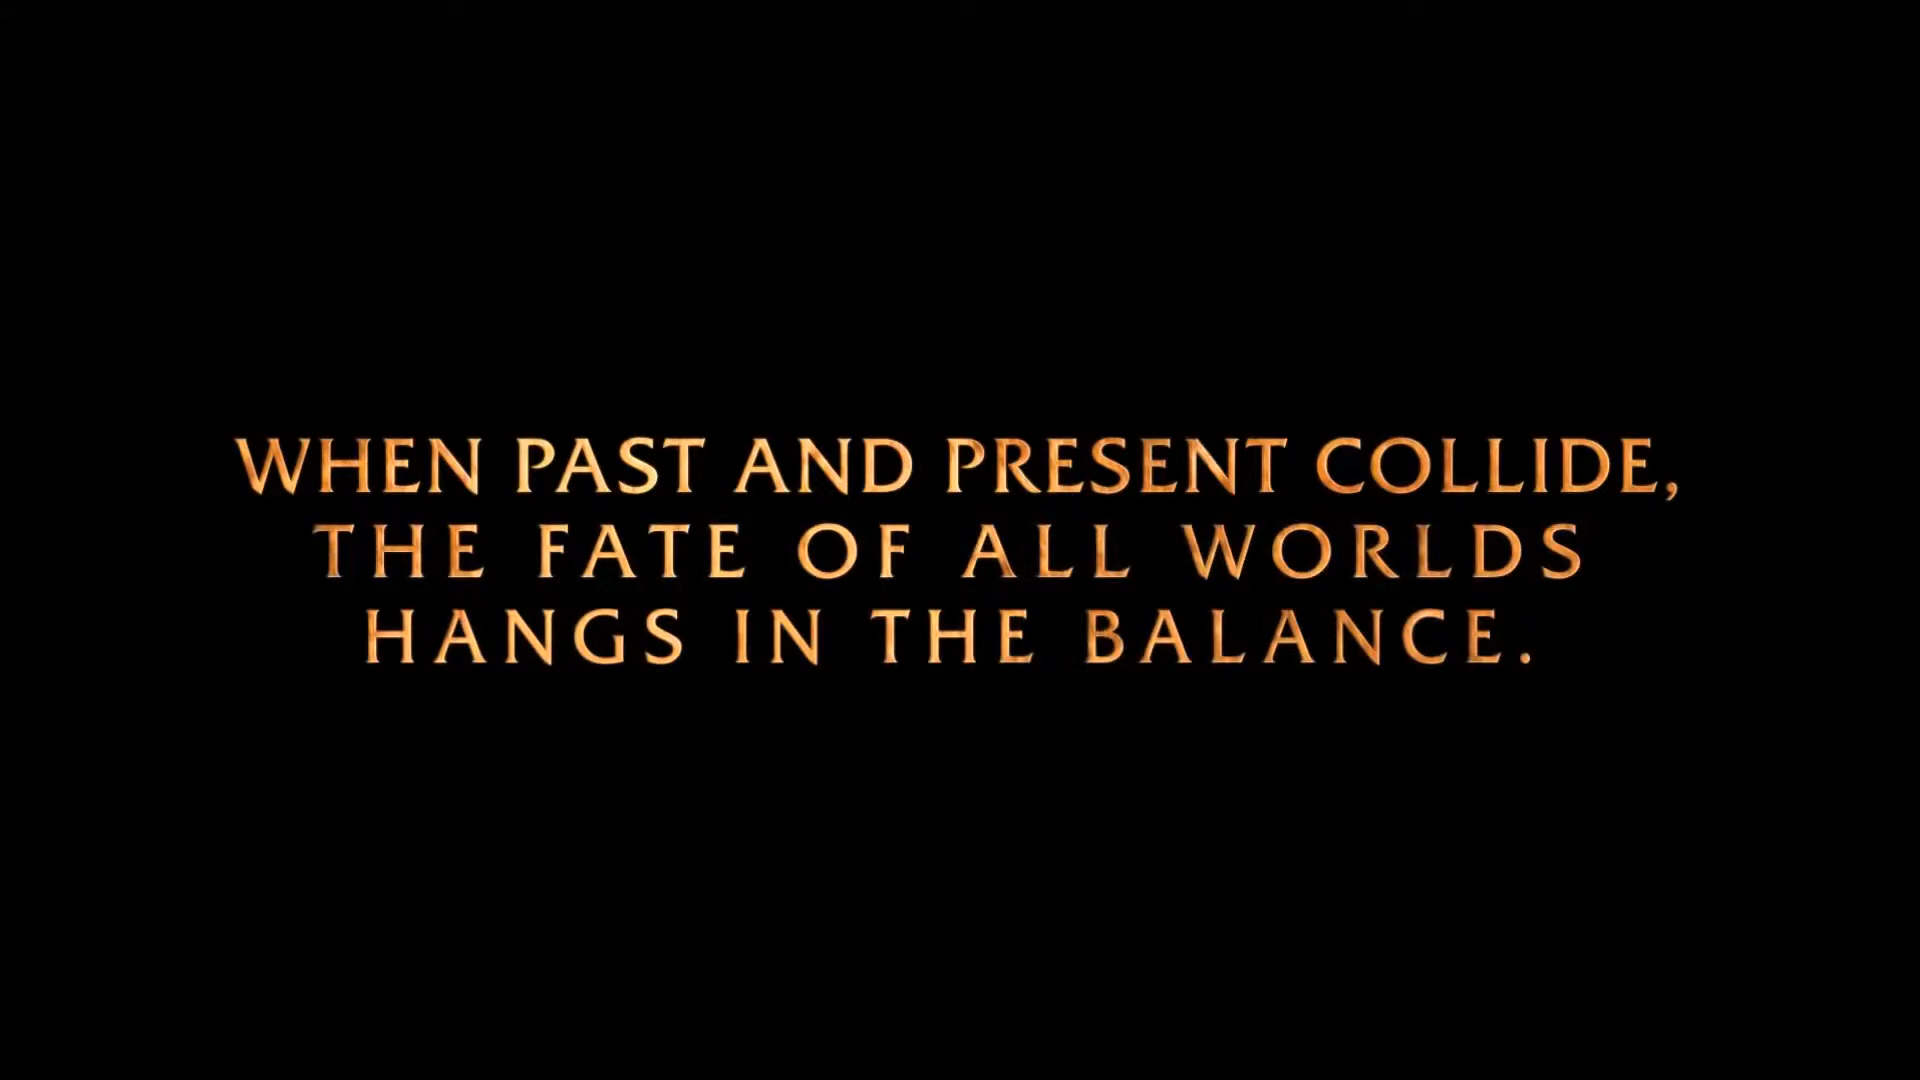 WHEN PAST AND PRESENT COLLIDE,
THE FATE OF ALL WORLDS
HANGS IN THE BALANCE.